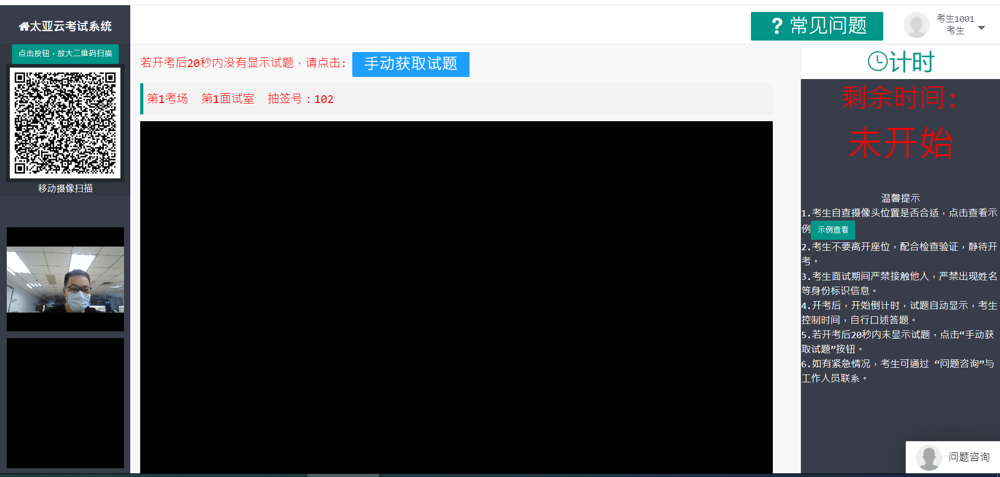 太亚云考试系统
点击按钮，放大二维码扫描
移动摄像扫描
? 常见问题
考生1001
考生
若开考后20秒内没有显示试题，请点击:
手动获取试题
第1考场 第1面试室 抽签号：102
计时
剩余时间:
未开始
温馨提示
1.考生自查摄像头位置是否合适，点击查看示
例 示例查看
2.考生不要离开座位，配合检查验证，静待开
考。
3.考生面试期间严禁接触他人，严禁出现姓名
等身份标识信息。
4.开考后，开始倒计时，试题自动显示，考生
控制时间，自行口述答题。
5.若开考后20秒内未显示试题，点击“手动获
取试题”按钮。
6.如有紧急情况，考生可通过 “问题咨询”与
工作人员联系。
问题咨询